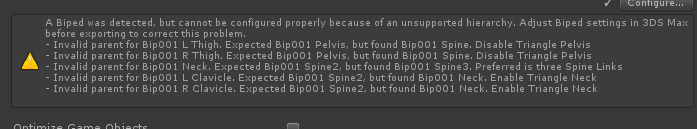 Configure...
A Biped was detected, but cannot be configured properly because of an unsupported hierarchy. Adjust Biped settings in 3DS Max
before exporting to correct this problem.
- Invalid parent for Bip001 L Thigh. Expected Bip001 Pelvis, but found Bip001 Spine. Disable Triangle Pelvis
- Invalid parent for Bip001 R Thigh. Expected Bip001 Pelvis, but found Bip001 Spine. Disable Triangle Pelvis
- Invalid parent for Bip001 Neck. Expected Bip001 Spine2, but found Bip001 Spine3. Preferred is three Spine Links
- Invalid parent for Bip001 L Clavicle. Expected Bip001 Spine2, but found Bip001 Neck. Enable Triangle Neck
- Invalid parent for Bip001 R Clavicle. Expected Bip001 Spine2, but found Bip001 Neck. Enable Triangle Neck
Optimize Game Objects